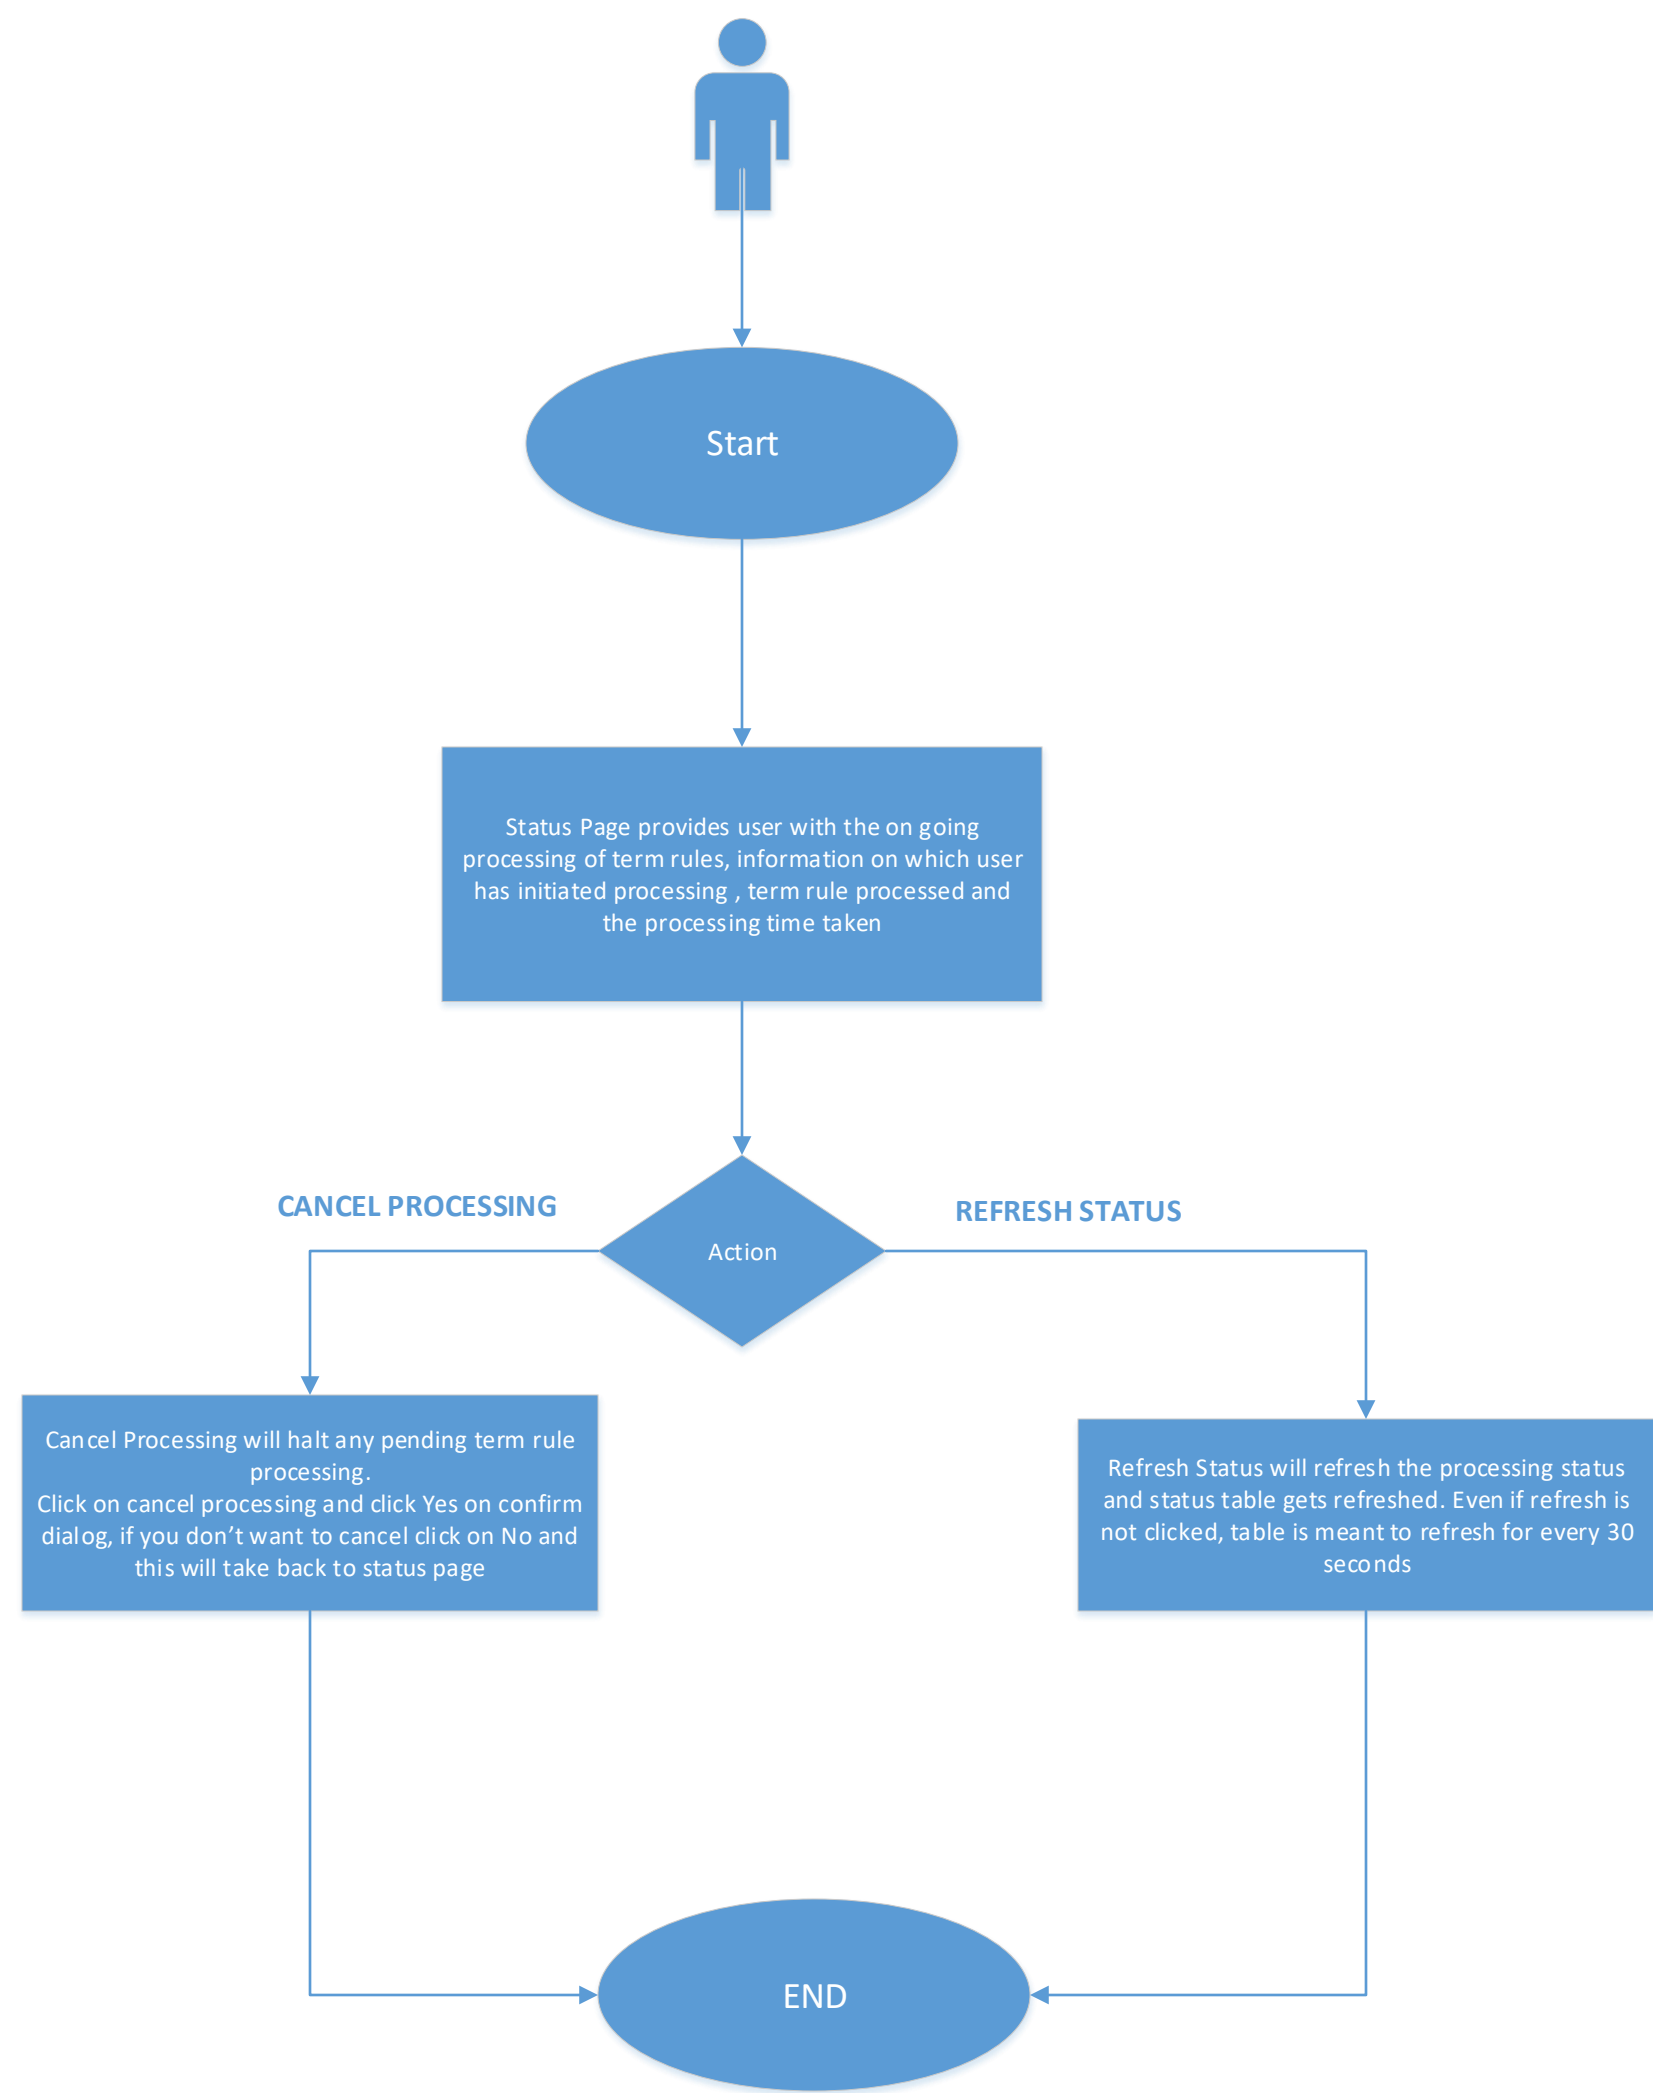 Start
Status Page provides user with the on going
processing of term rules, information on which user
has initiated processing , term rule processed and
the processing time taken
CANCEL PROCESSING
REFRESH STATUS
Action
Cancel Processing will halt any pending term rule
processing.
Click on cancel processing and click Yes on confirm
dialog, if you don’t want to cancel click on No and
this will take back to status page
Refresh Status will refresh the processing status
and status table gets refreshed. Even if refresh is
not clicked, table is meant to refresh for every 30
seconds
END